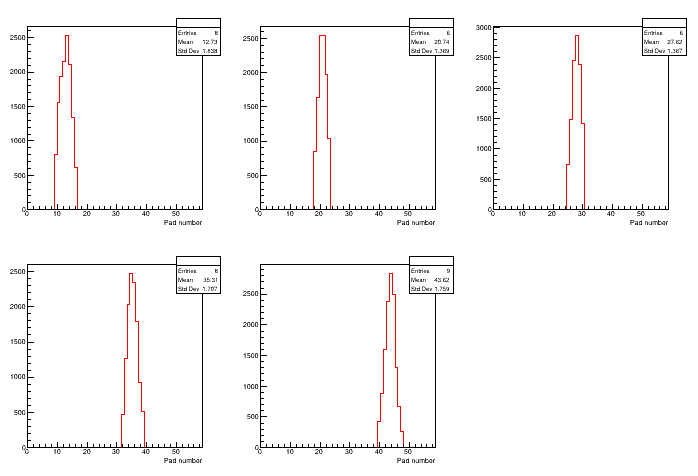 Entries 6
Mean 12.73
Std Dev 1.838
2500
2000
1500
1000
500
0
0 10 20 30 40 50
Pad number
Entries 6
Mean 20.74
Std Dev 1.369
2500
2000
1500
1000
500
0
0 10 20 30 40 50
Pad number
Entries 6
Mean 27.82
Std Dev 1.367
3000
2500
2000
1500
1000
500
0
0 10 20 30 40 50
Pad number
Entries 6
Mean 35.31
Std Dev 1.707
2500
2000
1500
1000
500
0
0 10 20 30 40 50
Pad number
Entries 9
Mean 43.62
Std Dev 1.759
2500
2000
1500
1000
500
0
0 10 20 30 40 50
Pad number